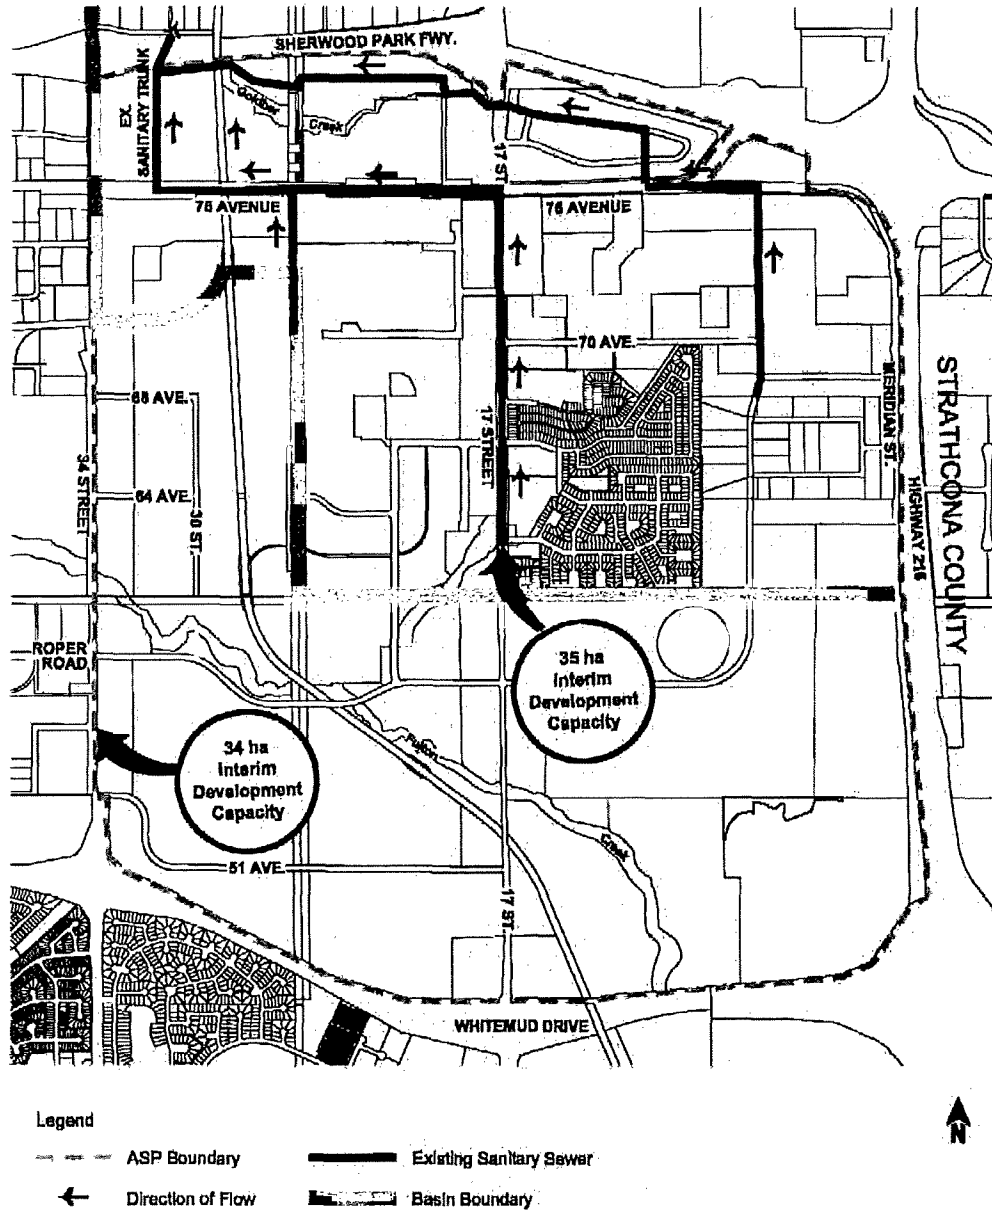 SHERWOOD PARK FWY.
EX.
SANITARY TRUNK
Goldbar
Creek
17 ST.
76 AVENUE
76 AVENUE
70 AVE.
68 AVE.
MERIDIAN ST.
STRATHCONA COUNTY
17 STREET
34 STREET
64 AVE.
30 ST.
HIGHWAY 216
ROPER
ROAD
35 ha
Interim
Development
Capacity
34 ha
Interim
Development
Capacity
Fulton
Creek
51 AVE.
17 ST.
WHITEMUD DRIVE
Legend
N
ASP Boundary
Existing Sanitary Sewer
Direction of Flow
Basin Boundary